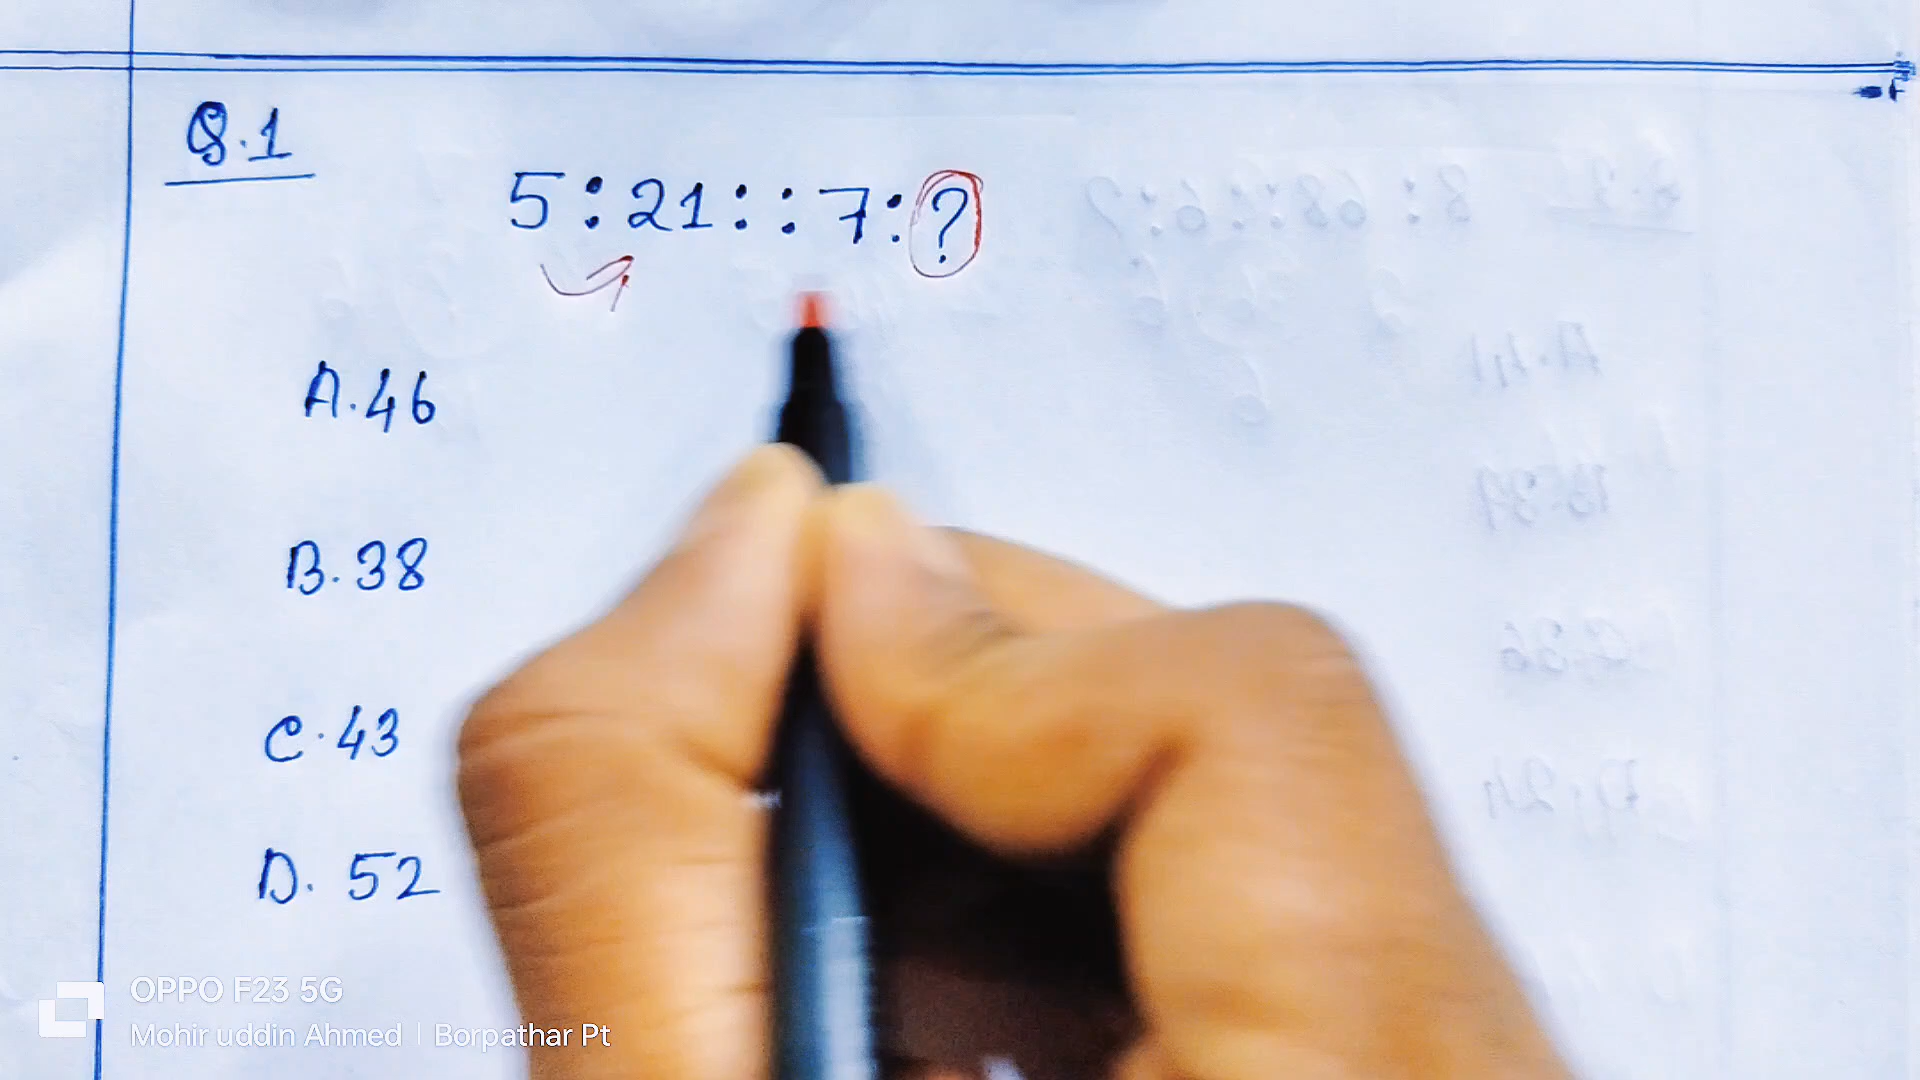 Q.1
5:21::7:?
A.46
B.38
C.43
D. 52
OPPO F23 5G
Mohir uddin Ahmed | Borpathar Pt